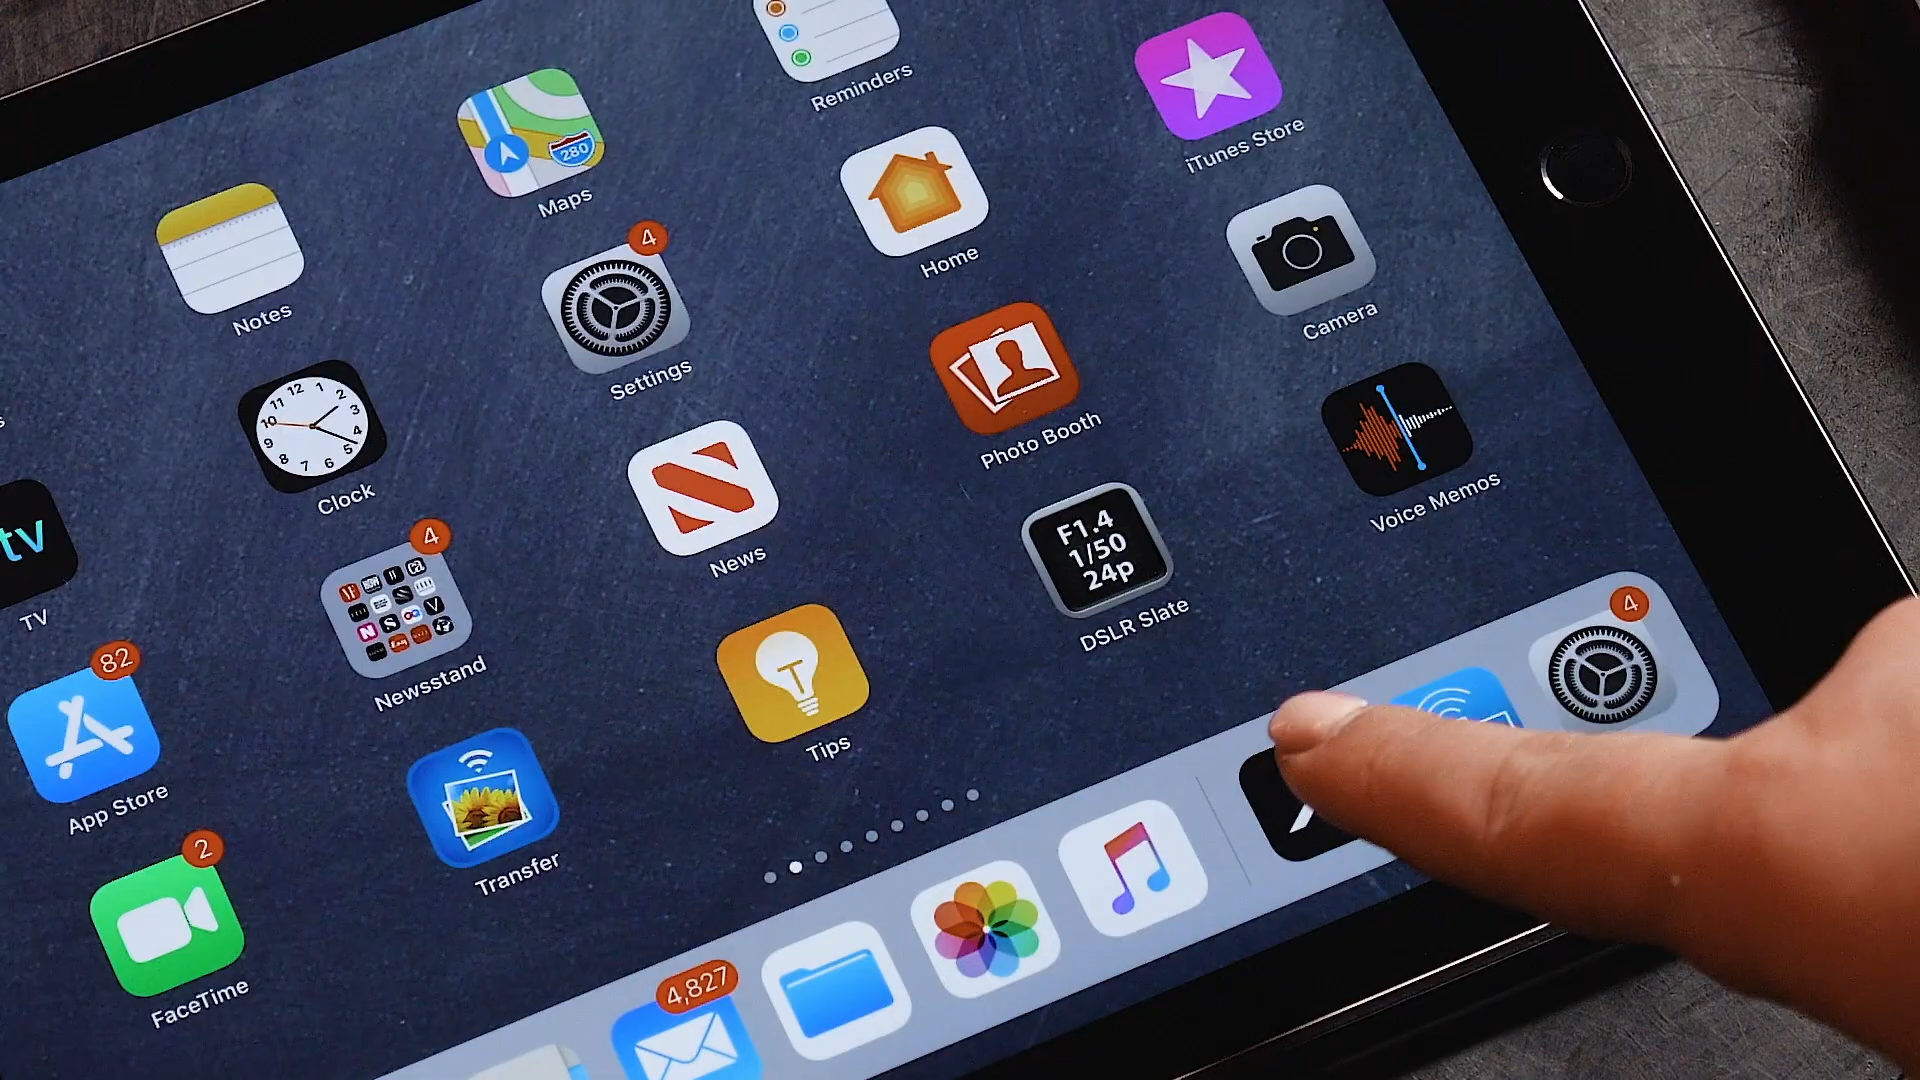 Reminders
iTunes Store
280
Maps
Home
Camera
Notes
4
Settings
Photo Booth
Voice Memos
12
1
2
3
4
5
6
7
8
9
10
11
Clock
News
F1.4
1/50
24p
DSLR Slate
tv
TV
4
N
S
V
Newsstand
T
Tips
4
82
App Store
Transfer
2
FaceTime
4,827